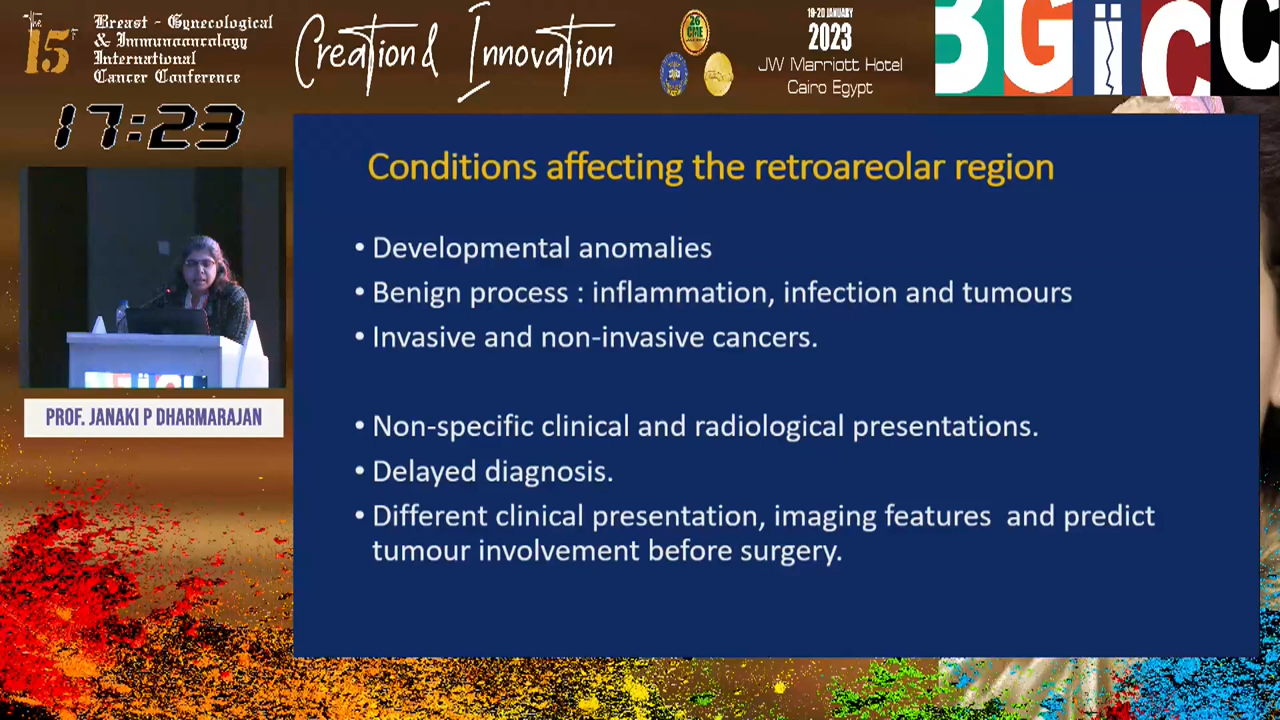 The 15th
Breast - Gynecological
& Immunooncology
International
Cancer Conference
Creation & Innovation
26
CME
18-20 JANUARY
2023
JW Marriott Hotel
Cairo Egypt
BGiCC
17:23
Conditions affecting the retroareolar region
• Developmental anomalies
• Benign process : inflammation, infection and tumours
• Invasive and non-invasive cancers.
• Non-specific clinical and radiological presentations.
• Delayed diagnosis.
• Different clinical presentation, imaging features and predict
tumour involvement before surgery.
PROF. JANAKI P DHARMARAJAN